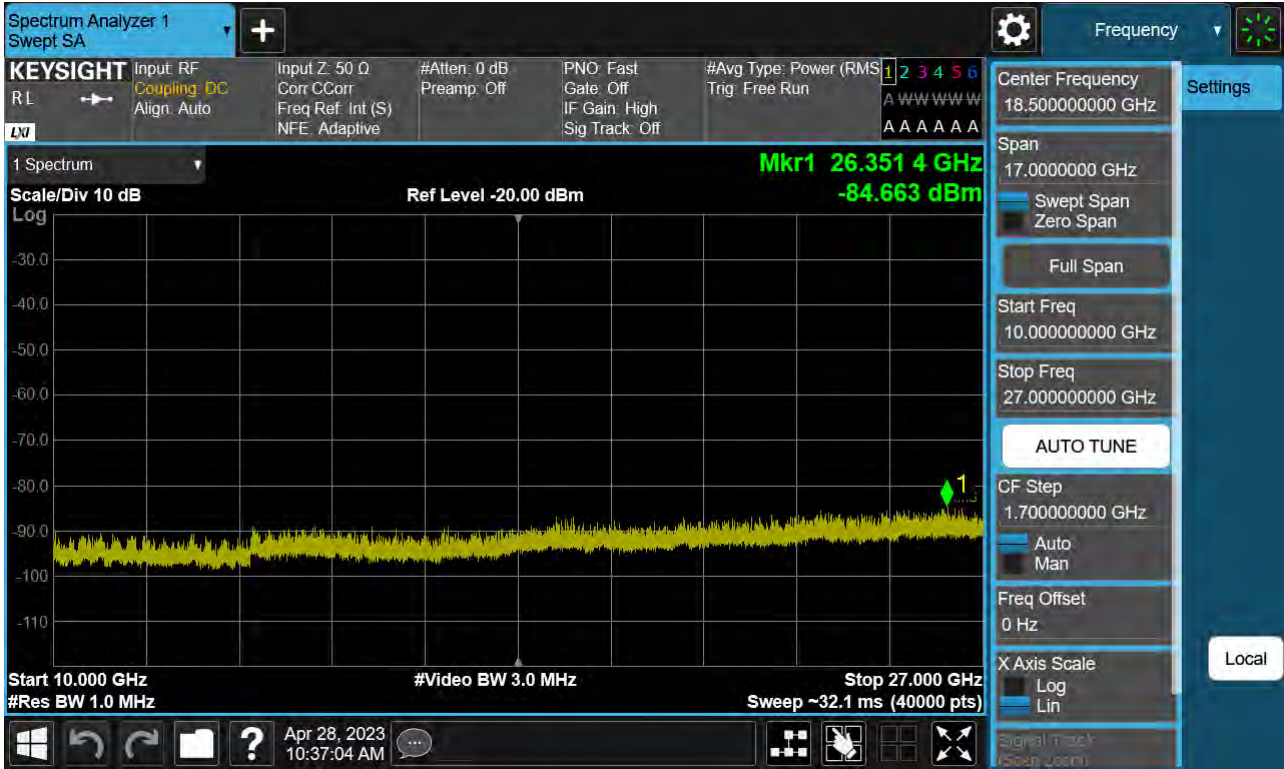 Spectrum Analyzer 1
Swept SA
Frequency
KEYSIGHT
R L
LXI
Input: RF
Coupling: DC
Align: Auto
Input Z: 50 Ω
Corr CCorr
Freq Ref: Int (S)
NFE: Adaptive
#Atten: 0 dB
Preamp: Off
PNO: Fast
Gate: Off
IF Gain: High
Sig Track: Off
#Avg Type: Power (RMS
Trig: Free Run
1 2 3 4 5 6
A W W W W W
A A A A A A
1 Spectrum
Mkr1 26.351 4 GHz
Scale/Div 10 dB
Ref Level -20.00 dBm
-84.663 dBm
Log
-30.0
-40.0
-50.0
-60.0
-70.0
-80.0
1
-90.0
-100
-110
Start 10.000 GHz
#Video BW 3.0 MHz
Stop 27.000 GHz
#Res BW 1.0 MHz
Sweep ~32.1 ms (40000 pts)
Center Frequency
18.500000000 GHz
Settings
Span
17.0000000 GHz
Swept Span
Zero Span
Full Span
Start Freq
10.000000000 GHz
Stop Freq
27.000000000 GHz
AUTO TUNE
CF Step
1.700000000 GHz
Auto
Man
Freq Offset
0 Hz
X Axis Scale
Log
Lin
Local
Signal Track
(Span Zoom)
?
Apr 28, 2023
10:37:04 AM